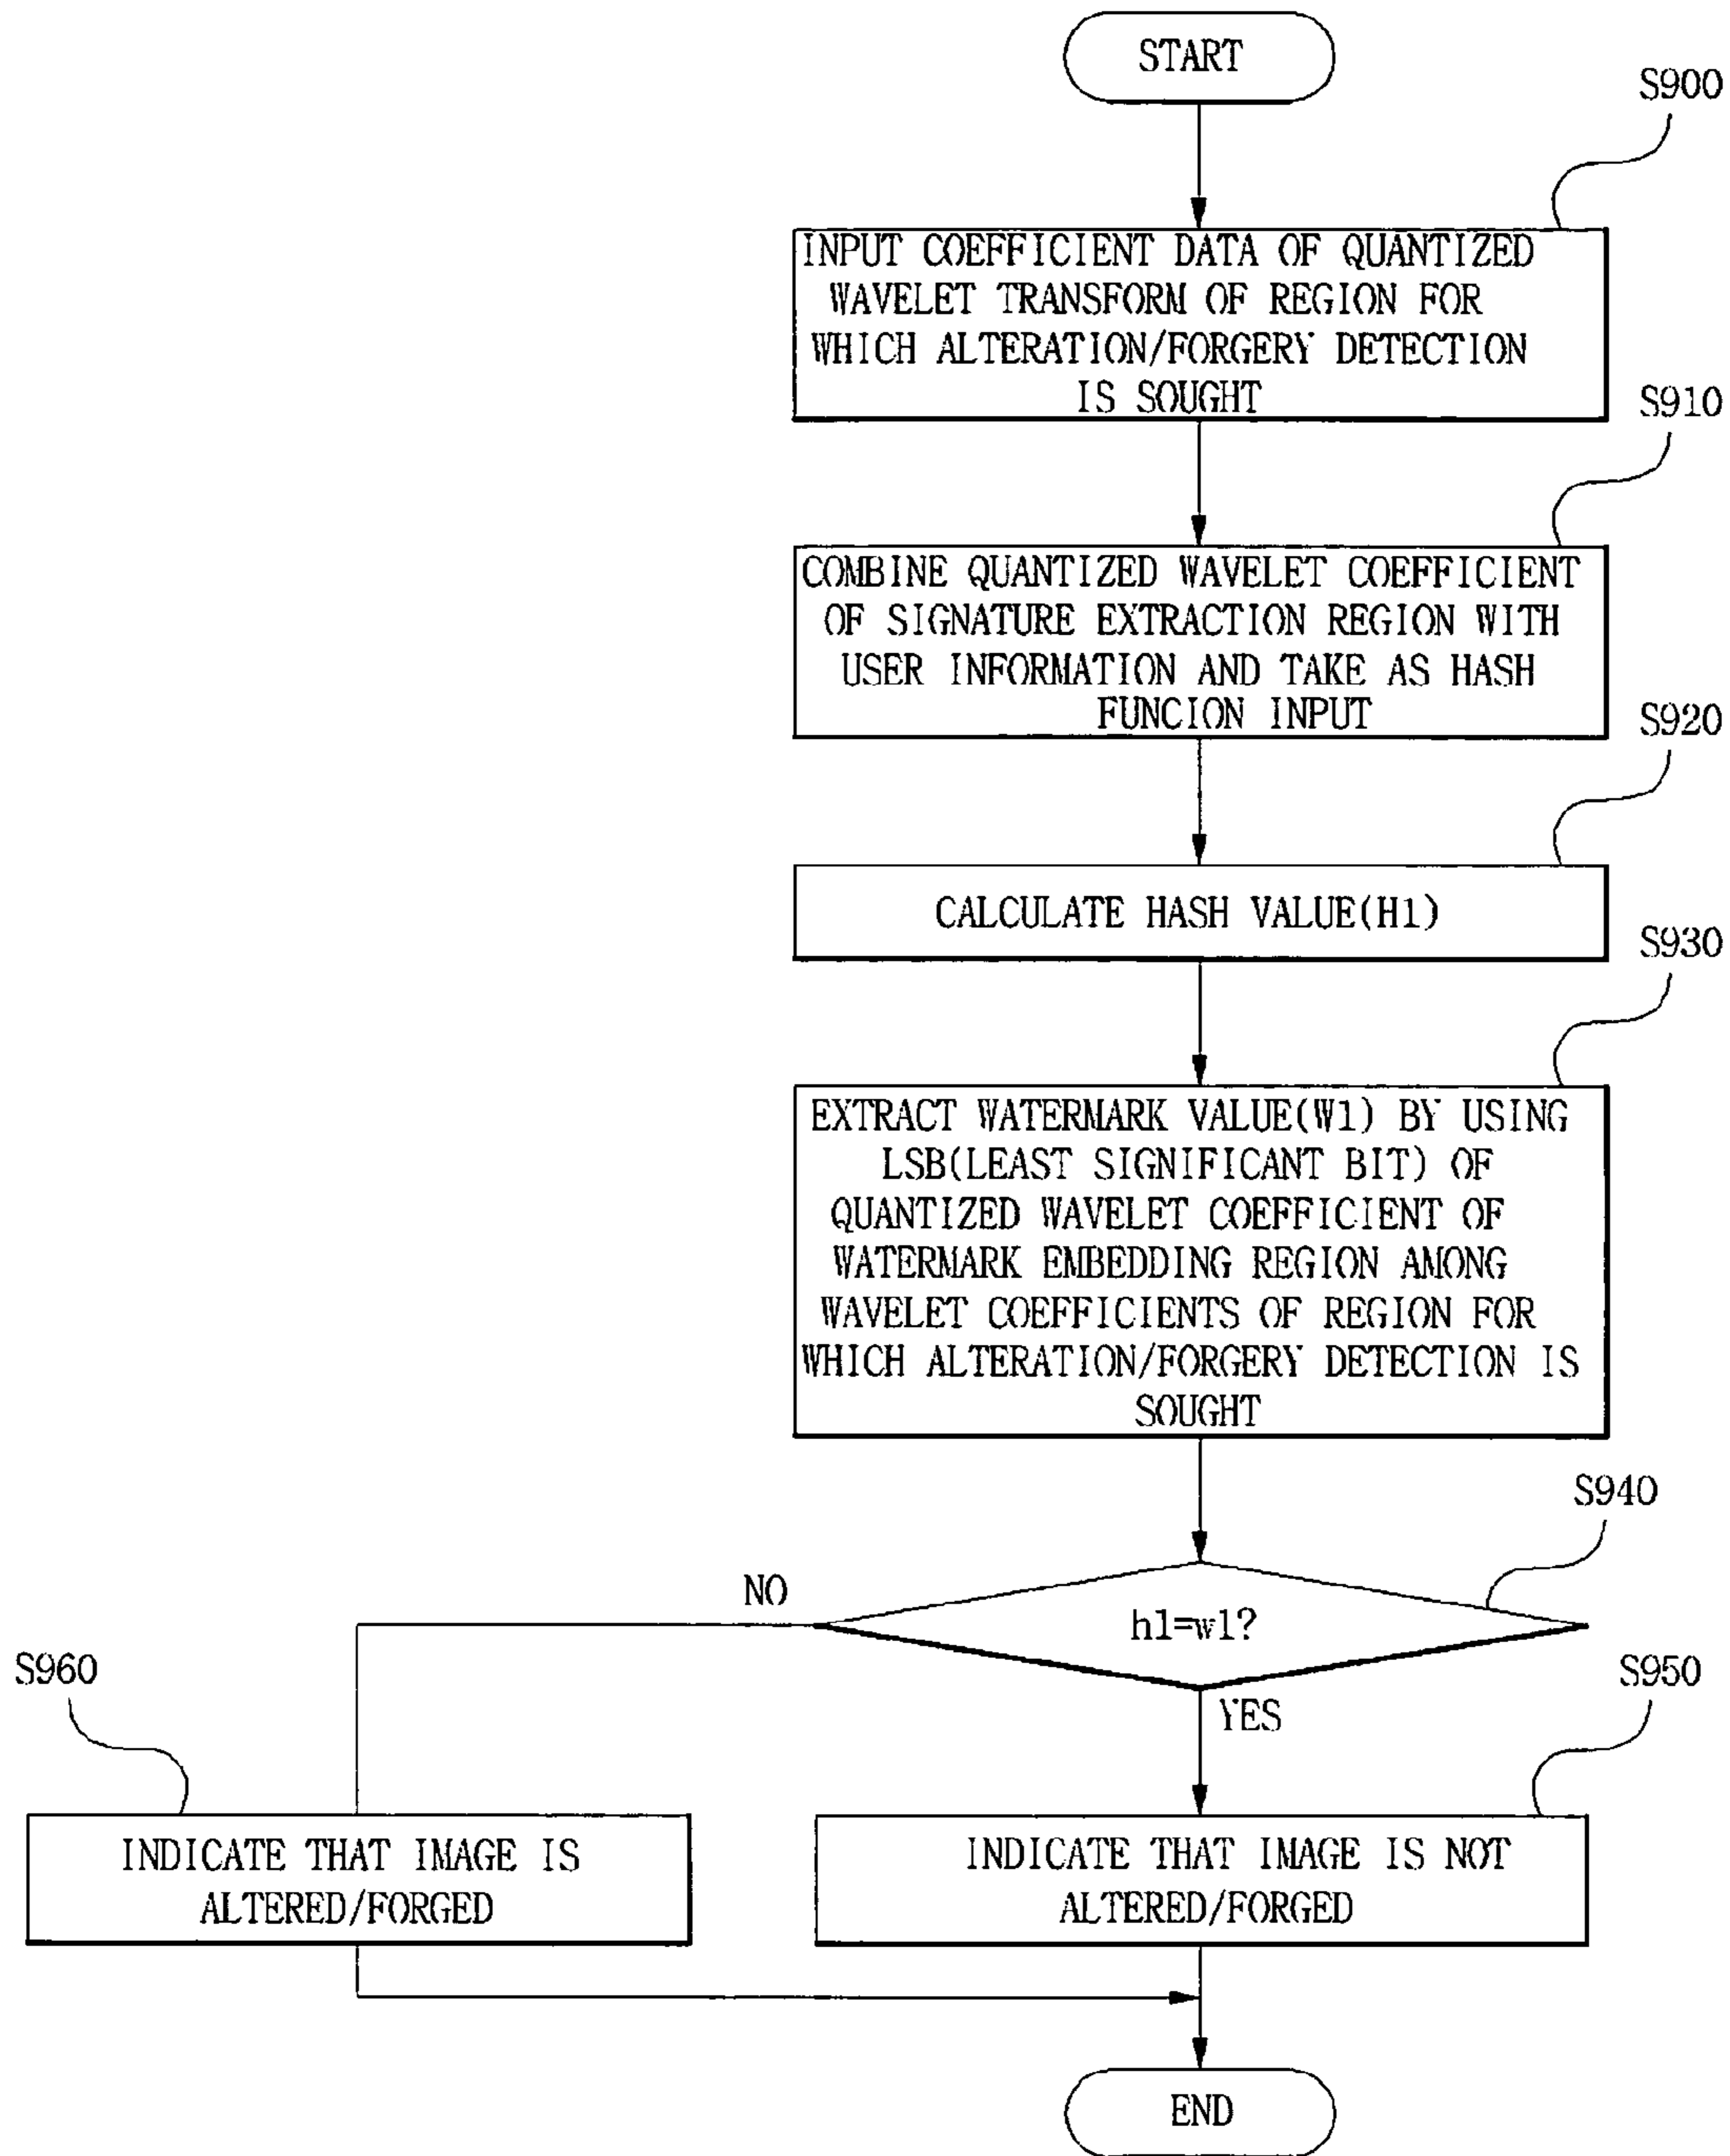 START
S900
INPUT COEFFICIENT DATA OF QUANTIZED
WAVELET TRANSFORM OF REGION FOR
WHICH ALTERATION/FORGERY DETECTION
IS SOUGHT
S910
COMBINE QUANTIZED WAVELET COEFFICIENT
OF SIGNATURE EXTRACTION REGION WITH
USER INFORMATION AND TAKE AS HASH
FUNCION INPUT
S920
CALCULATE HASH VALUE(H1)
S930
EXTRACT WATERMARK VALUE(W1) BY USING
LSB(LEAST SIGNIFICANT BIT) OF
QUANTIZED WAVELET COEFFICIENT OF
WATERMARK EMBEDDING REGION AMONG
WAVELET COEFFICIENTS OF REGION FOR
WHICH ALTERATION/FORGERY DETECTION IS
SOUGHT
S940
NO
h1=w1?
S960
S950
YES
INDICATE THAT IMAGE IS
ALTERED/FORGED
INDICATE THAT IMAGE IS NOT
ALTERED/FORGED
END